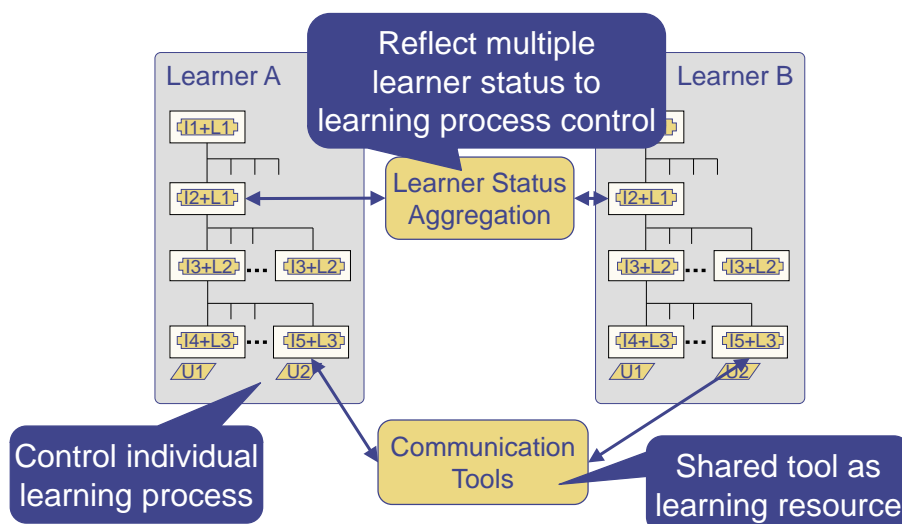 Reflect multiple
learner status to
learning process control
Learner A
Learner B
I1+L1
I2+L1
Learner Status
Aggregation
I2+L1
I3+L2
...
I3+L2
I3+L2
...
I3+L2
I4+L3
...
I5+L3
I4+L3
...
I5+L3
U1
U2
U1
U2
Control individual
learning process
Communication
Tools
Shared tool as
learning resource